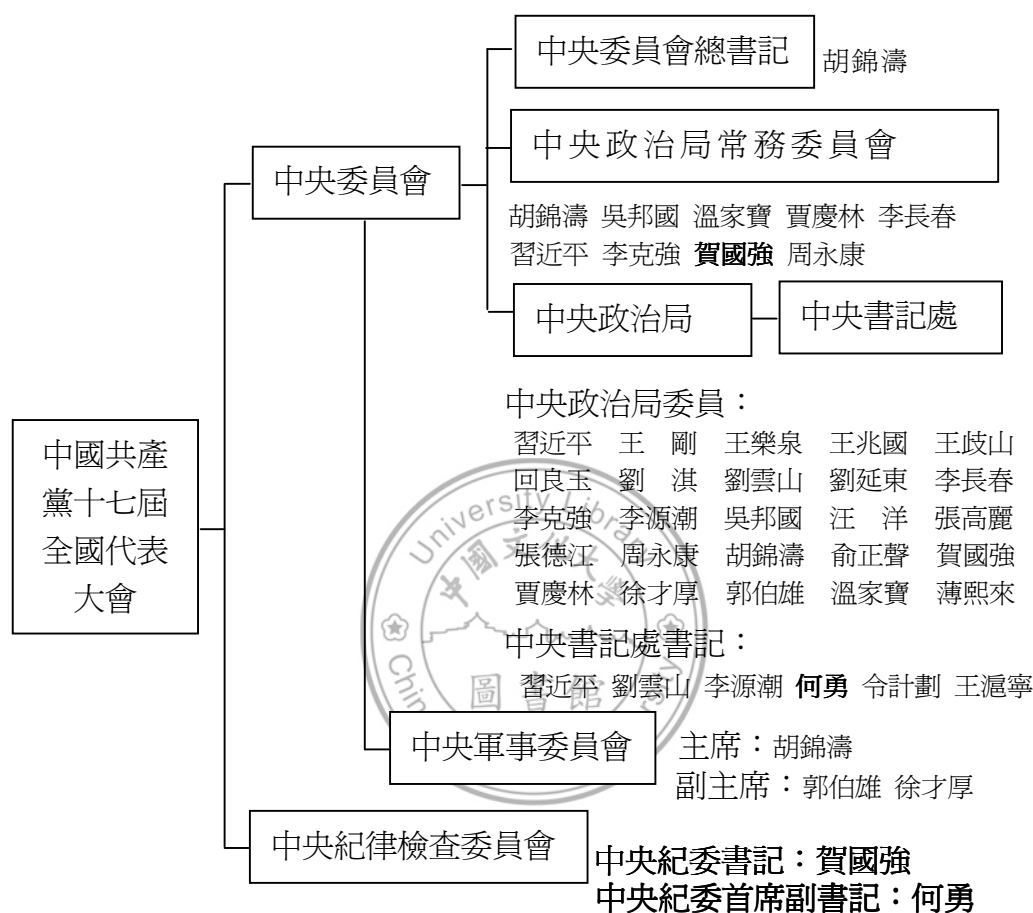 中央委員會總書記 胡錦濤
中央政治局常務委員會
中央委員會
胡錦濤 吳邦國 溫家寶 賈慶林 李長春
習近平 李克強 賀國強 周永康
中央政治局 中央書記處
中央政治局委員：
中國共產
黨十七屆
全國代表
大會
習近平 王 剛 王樂泉 王兆國 王歧山
回良玉 劉 淇 劉雲山 劉延東 李長春
李克強 李源潮 吳邦國 汪 洋 張高麗
張德江 周永康 胡錦濤 俞正聲 賀國強
賈慶林 徐才厚 郭伯雄 溫家寶 薄熙來
中央書記處書記：
習近平 劉雲山 李源潮 何勇 令計劃 王滬寧
中央軍事委員會
主席：胡錦濤
副主席：郭伯雄 徐才厚
中央紀律檢查委員會
中央紀委書記：賀國強
中央紀委首席副書記：何勇
University Library
圖書館